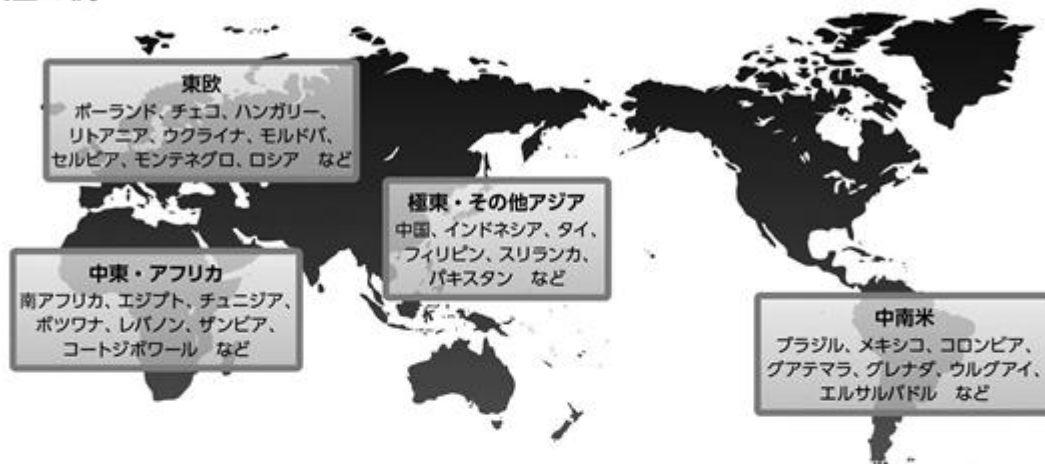 東欧
ポーランド、チェコ、ハンガリー、
リトアニア、ウクライナ、モルドバ、
セルビア、モンテネグロ、ロシア　など
極東・その他アジア
中国、インドネシア、タイ、
フィリピン、スリランカ、
パキスタン　など
中東・アフリカ
南アフリカ、エジプト、チュニジア、
ボツワナ、レバノン、ザンビア、
コートジボワール　など
中南米
ブラジル、メキシコ、コロンビア、
グアテマラ、グレナダ、ウルグアイ、
エルサルバドル　など